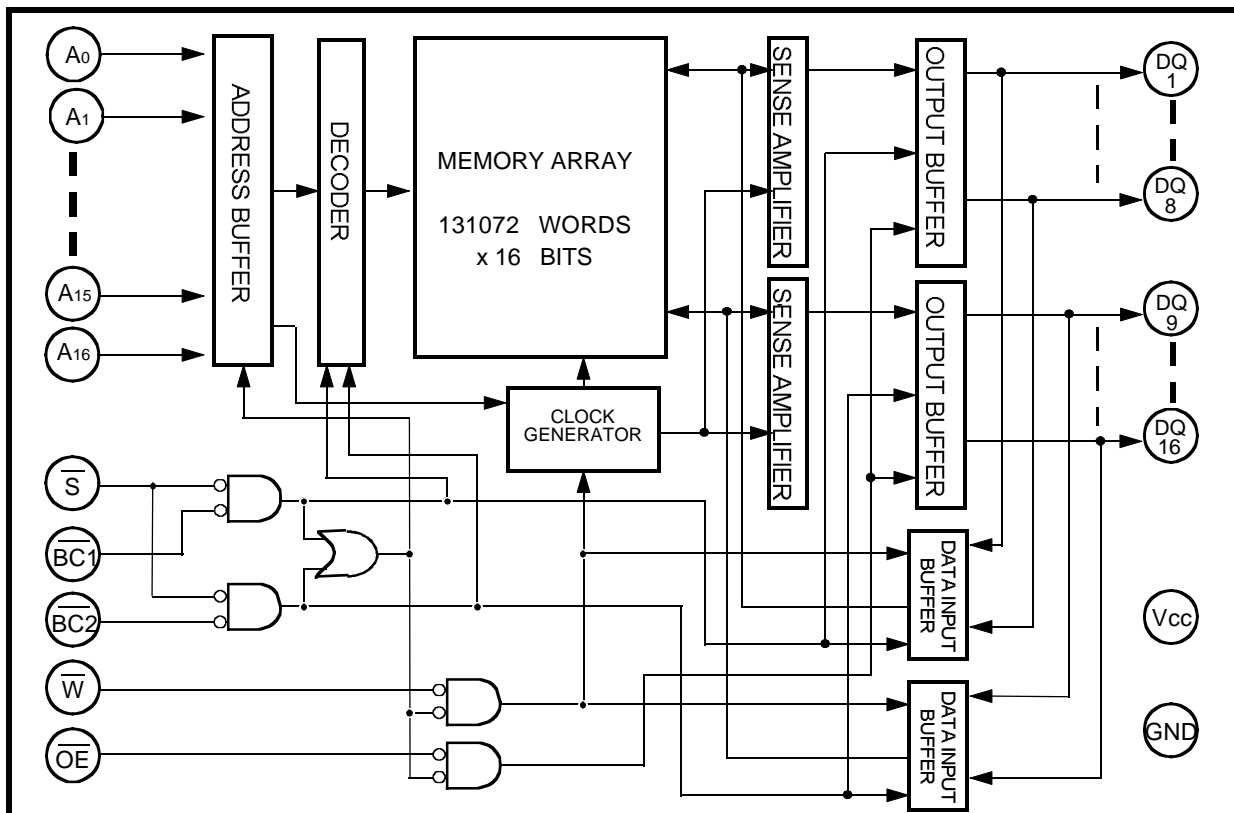 A0
A1
A15
A16
S
BC1
BC2
W
OE
ADDRESS BUFFER
DECODER
MEMORY ARRAY
131072 WORDS
x 16 BITS
CLOCK
GENERATOR
SENSE AMPLIFIER
SENSE AMPLIFIER
OUTPUT BUFFER
OUTPUT BUFFER
DATA INPUT
BUFFER
DATA INPUT
BUFFER
DQ
1
DQ
8
DQ
9
DQ
16
Vcc
GND